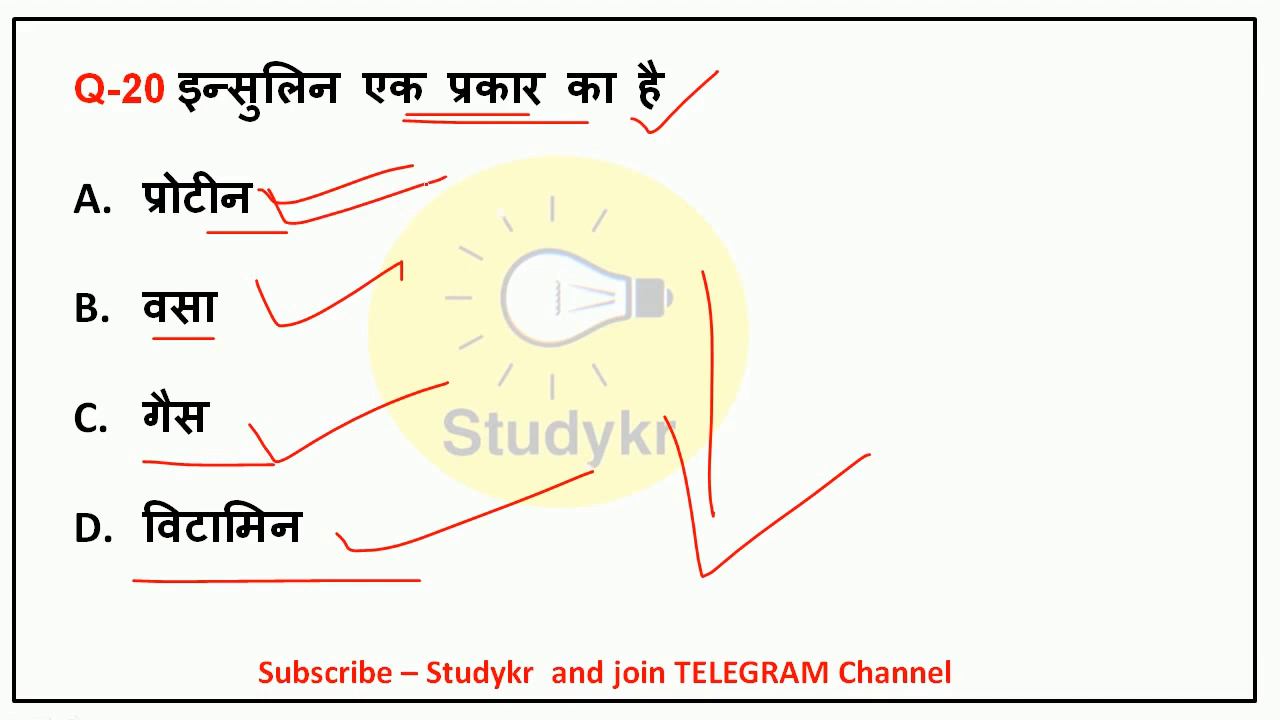 Q-20 इन्सुलिन एक प्रकार का है
A. प्रोटीन
B. वसा
C. गैस
Studykr
D. विटामिन
Subscribe – Studykr and join TELEGRAM Channel